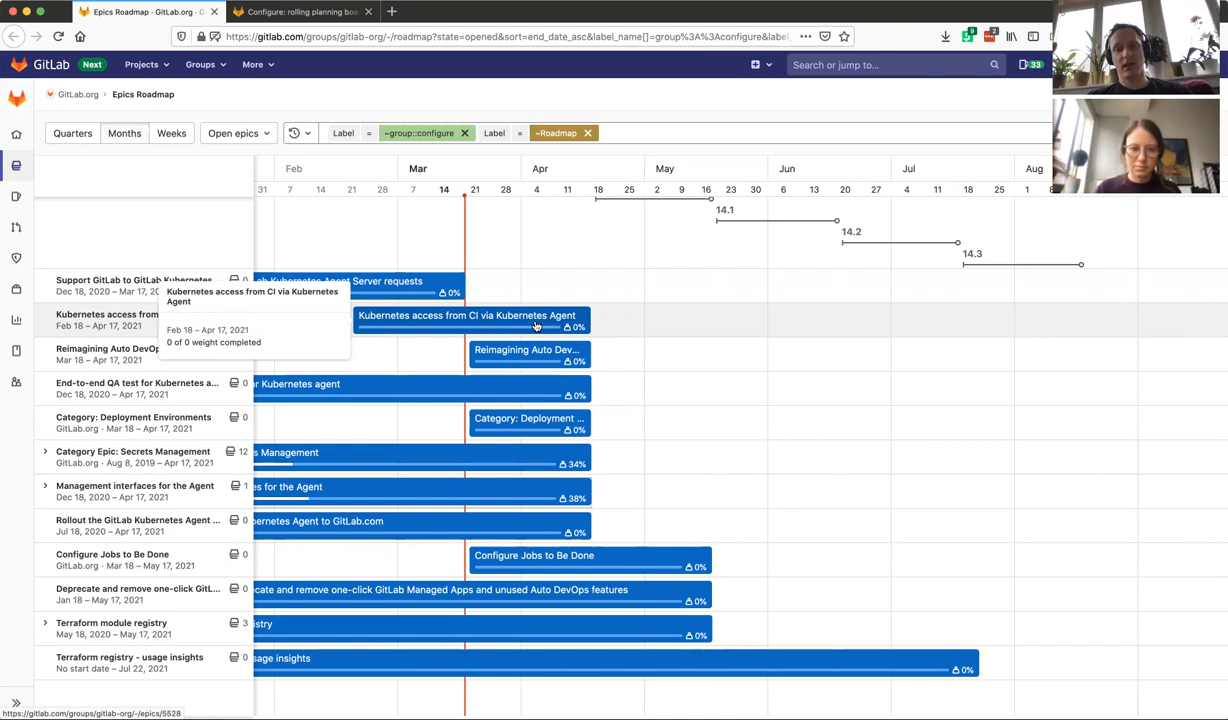 Epics Roadmap · GitLab.org · G
Configure: rolling planning boa
https://gitlab.com/groups/gitlab-org/-/roadmap?state=opened&sort=end_date_asc&label_name[]=group%3A%3Aconfigure&label_
9
2
GitLab
Next
Projects
Groups
More
Search or jump to...
33
GitLab.org › Epics Roadmap
Quarters
Months
Weeks
Open epics
Label = ~group::configure
Label = ~Roadmap
Feb
Mar
Apr
May
Jun
Jul
Aug
31 7 14 21 28 7 14 21 28 4 11 18 25 2 9 16 23 30 6 13 20 27 4 11 18 25 1
14.1
14.2
14.3
Support GitLab to GitLab Kubernetes
0
Dec 18, 2020 – Mar 17, 20
ab Kubernetes Agent Server requests
0%
Kubernetes access from CI via Kubernetes
Agent
Feb 18 – Apr 17, 2021
0 of 0 weight completed
Kubernetes access from
Feb 18 – Apr 17, 2021
Kubernetes access from CI via Kubernetes Agent
0%
Reimagining Auto DevOp
Mar 18 – Apr 17, 2021
Reimagining Auto Dev...
0%
End-to-end QA test for Kubernetes a...
0
Dec 18, 2020 – Apr 17, 2021
or Kubernetes agent
0%
Category: Deployment Environments
0
GitLab.org · Mar 18 – Apr 17, 2021
Category: Deployment ...
0%
Category Epic: Secrets Management
12
GitLab.org · Aug 8, 2019 – Apr 17, 2021
s Management
34%
Management interfaces for the Agent
1
Dec 18, 2020 – Apr 17, 2021
es for the Agent
38%
Rollout the GitLab Kubernetes Agent ...
0
Jul 18, 2020 – Apr 17, 2021
bernetes Agent to GitLab.com
0%
Configure Jobs to Be Done
0
GitLab.org · Mar 18 – May 17, 2021
Configure Jobs to Be Done
0%
Deprecate and remove one-click GitL...
0
Jan 18 – May 17, 2021
cate and remove one-click GitLab Managed Apps and unused Auto DevOps features
0%
Terraform module registry
3
May 18, 2020 – May 17, 2021
istry
0%
Terraform registry - usage insights
0
No start date – Jul 22, 2021
sage insights
0%
https://gitlab.com/groups/gitlab-org/-/epics/5528